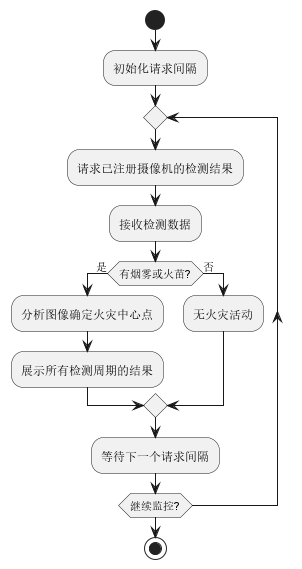 初始化请求间隔
请求已注册摄像机的检测结果
接收检测数据
有烟雾或火苗?
是
否
分析图像确定火灾中心点
无火灾活动
展示所有检测周期的结果
等待下一个请求间隔
继续监控?